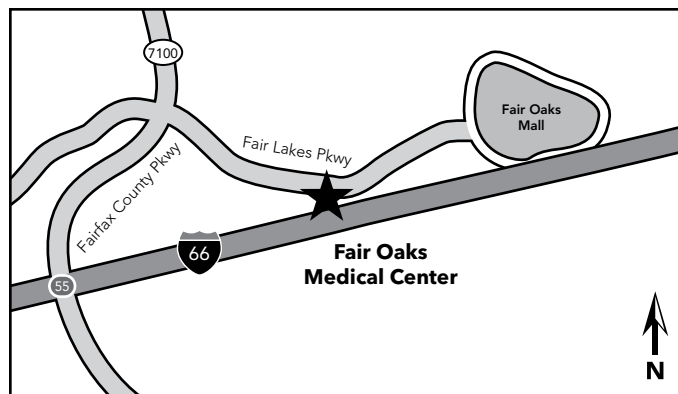 7100
Fair Oaks
Mall
Fair Lakes Pkwy
Fairfax County Pkwy
66
Fair Oaks
Medical Center
55
N